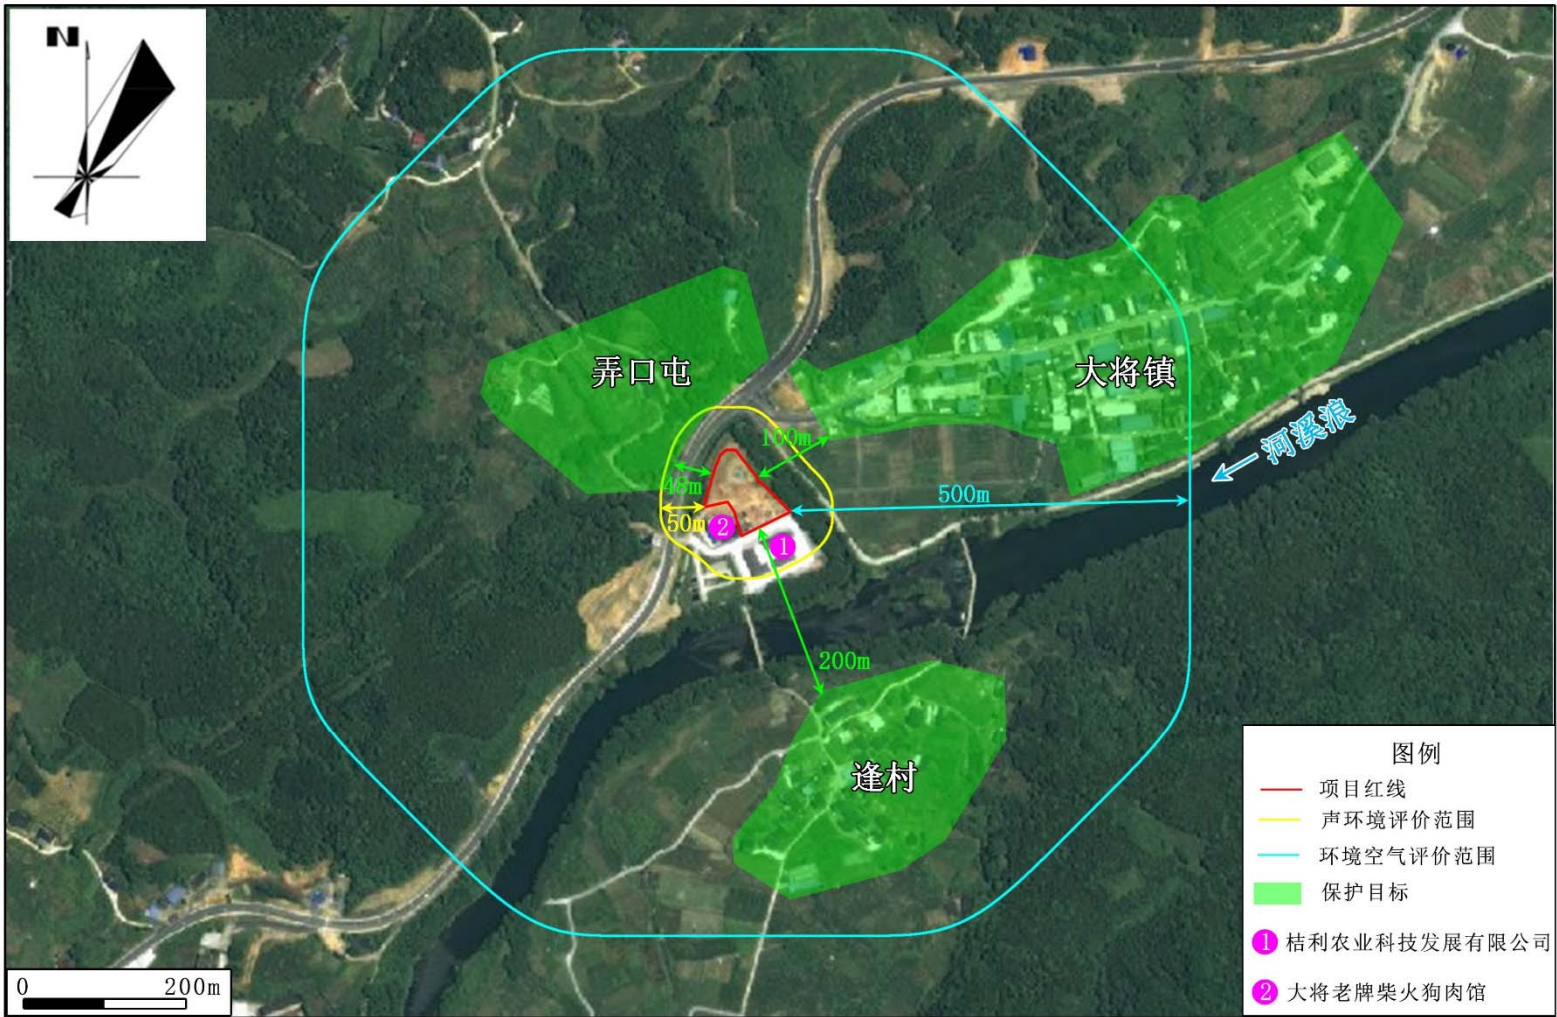 N
弄口屯
大将镇
浪溪河
100m
48m
50m
500m
2
1
200m
逢村
图例
项目红线
声环境评价范围
环境空气评价范围
保护目标
1 桔利农业科技发展有限公司
2 大将老牌柴火狗肉馆
0 200m